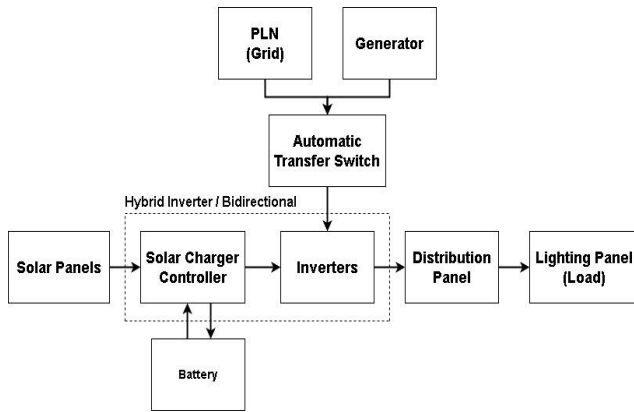 PLN
(Grid)
Generator
Automatic
Transfer Switch
Hybrid Inverter / Bidirectional
Solar Panels
Solar Charger
Controller
Inverters
Distribution
Panel
Lighting Panel
(Load)
Battery